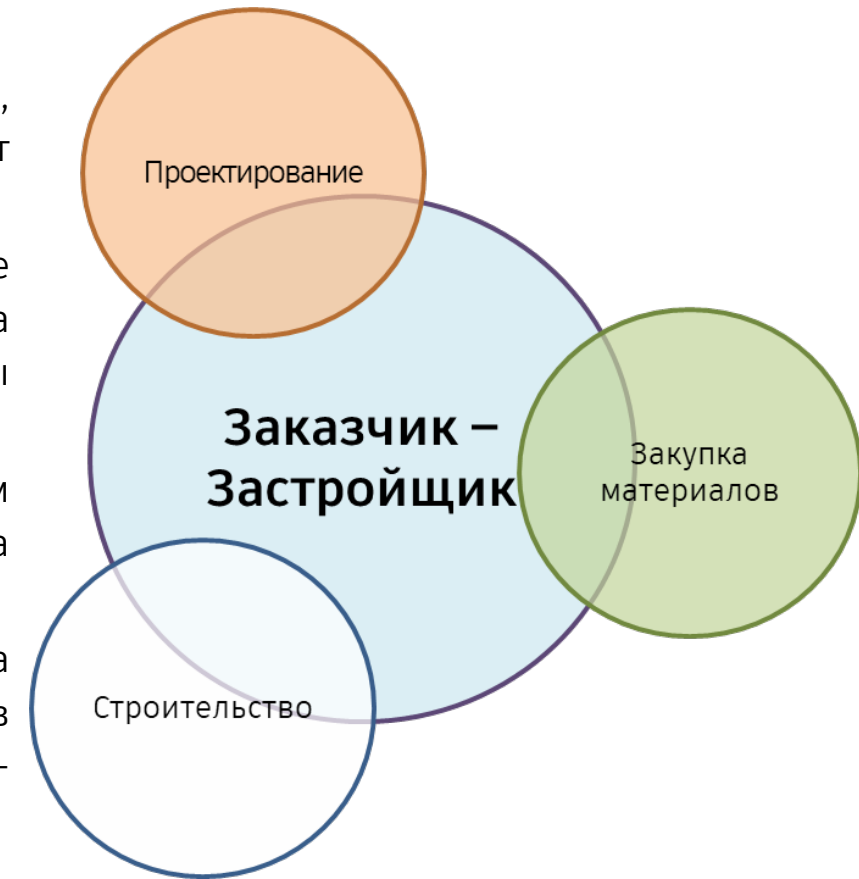 ,
т
Проектирование
е
а
ы
Заказчик –
Закупка
Застройщик
материалов
м
а
а
Строительство
в
–